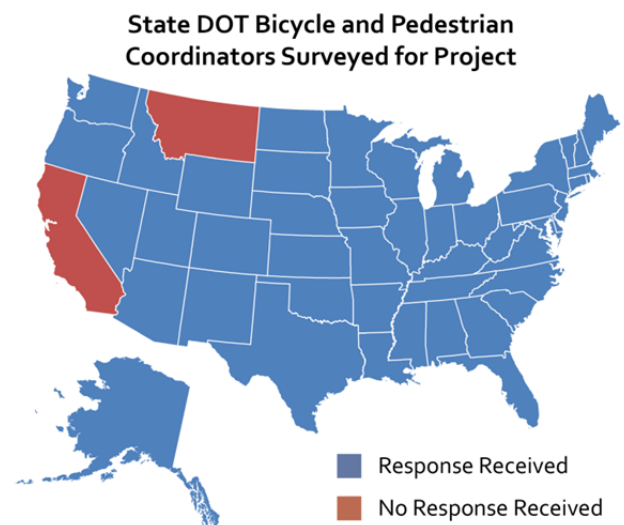 State DOT Bicycle and Pedestrian
Coordinators Surveyed for Project
Response Received
No Response Received